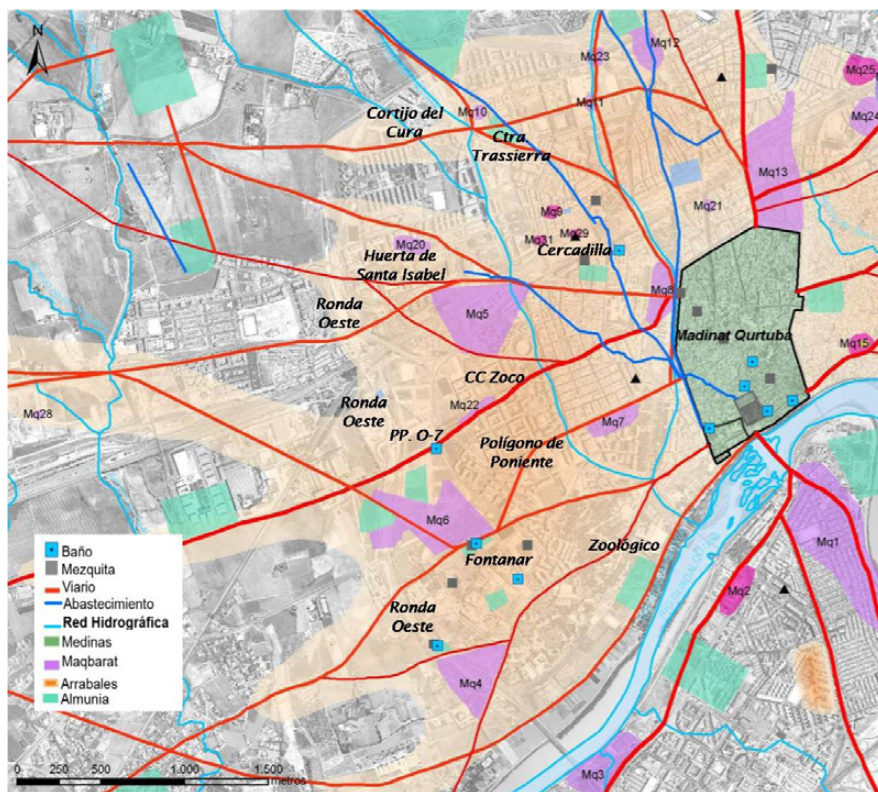 N
Mq12
Mq23
Mq25
Mq10
Mq11
Cortijo del
Cura
Ctra
Trassierra
Mq24
Mq13
Mq21
Mq9
Mq31
Mq29
Cercadilla
Mq20
Huerta de
Santa Isabel
Mq8
Ronda
Oeste
Mq5
Madinat Qurtuba
Mq15
CC Zoco
Ronda
Oeste
Mq22
Mq28
Mq7
PP. O-7
Polígono de
Poniente
Mq6
Mq1
Fontanar
Zoológico
Mq2
Ronda
Oeste
Mq4
Mq3
Baño
Mezquita
Viario
Abastecimiento
Red Hidrográfica
Medinas
Maqbarat
Arrabales
Almunia
0 250 500 1.000 1.500
metros